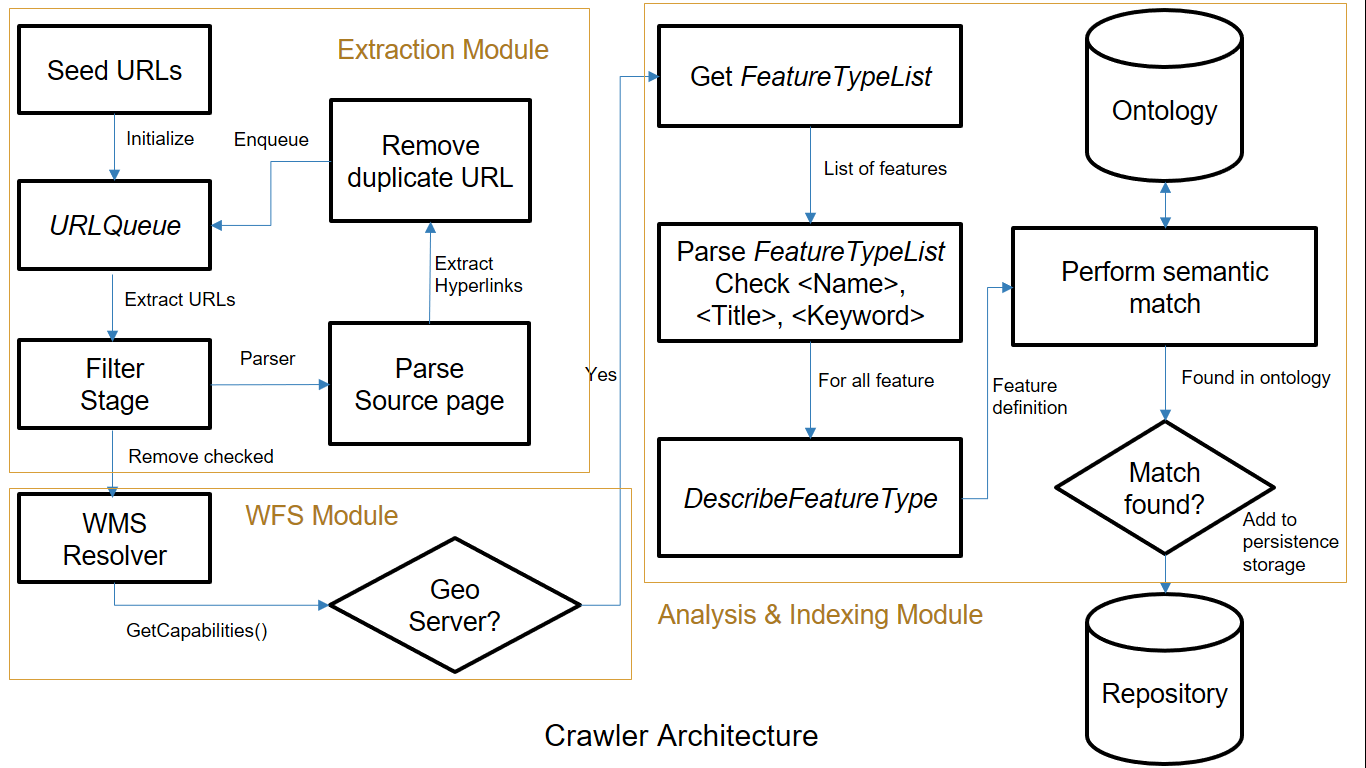 Extraction Module
Seed URLs
Initialize
Enqueue
Remove
duplicate URL
URLQueue
Extract
Hyperlinks
Extract URLs
Filter
Stage
Parser
Parse
Source page
Remove checked
WFS Module
WMS
Resolver
GetCapabilities()
Geo
Server?
Yes
Get FeatureTypeList
List of features
Parse FeatureTypeList
Check <Name>,
<Title>, <Keyword>
For all feature
DescribeFeatureType
Feature
definition
Ontology
Perform semantic
match
Found in ontology
Match
found?
Add to
persistence
storage
Analysis & Indexing Module
Repository
Crawler Architecture